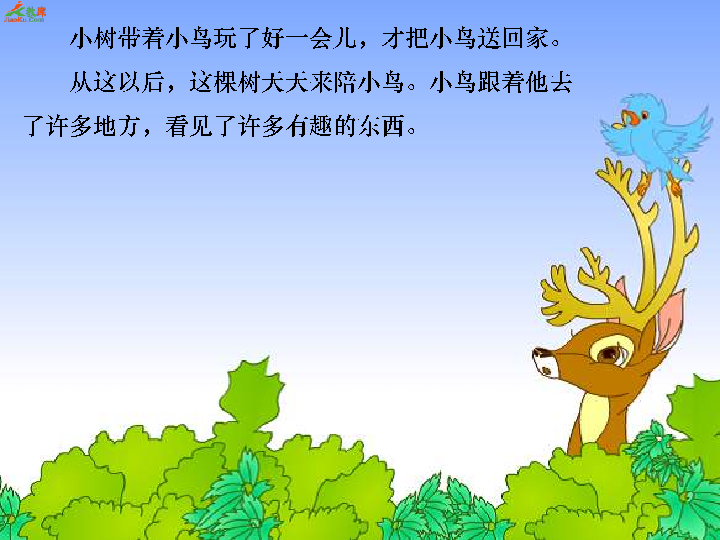 小树带着小鸟玩了好一会儿，才把小鸟送回家。
从这以后，这棵树天天来陪小鸟。小鸟跟着他去
了许多地方，看见了许多有趣的东西。